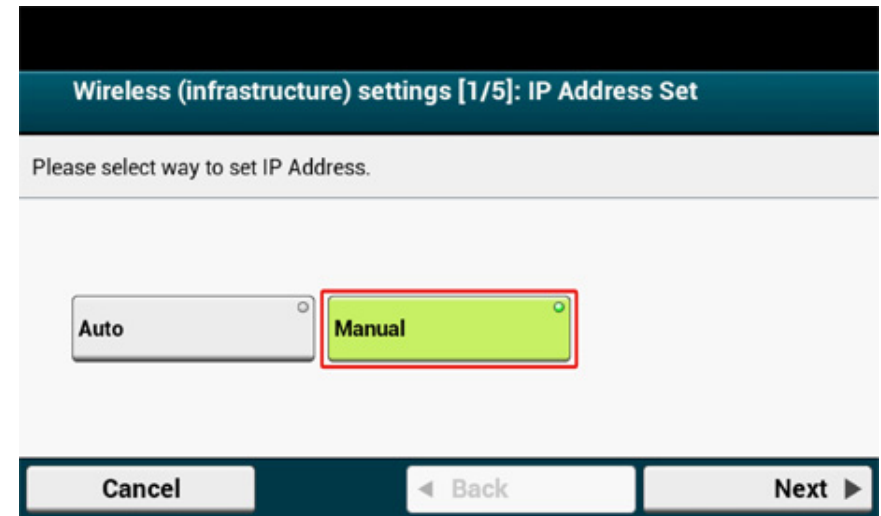 Wireless (infrastructure) settings [1/5]: IP Address Set
Please select way to set IP Address.
Auto
Manual
Cancel
Back
Next